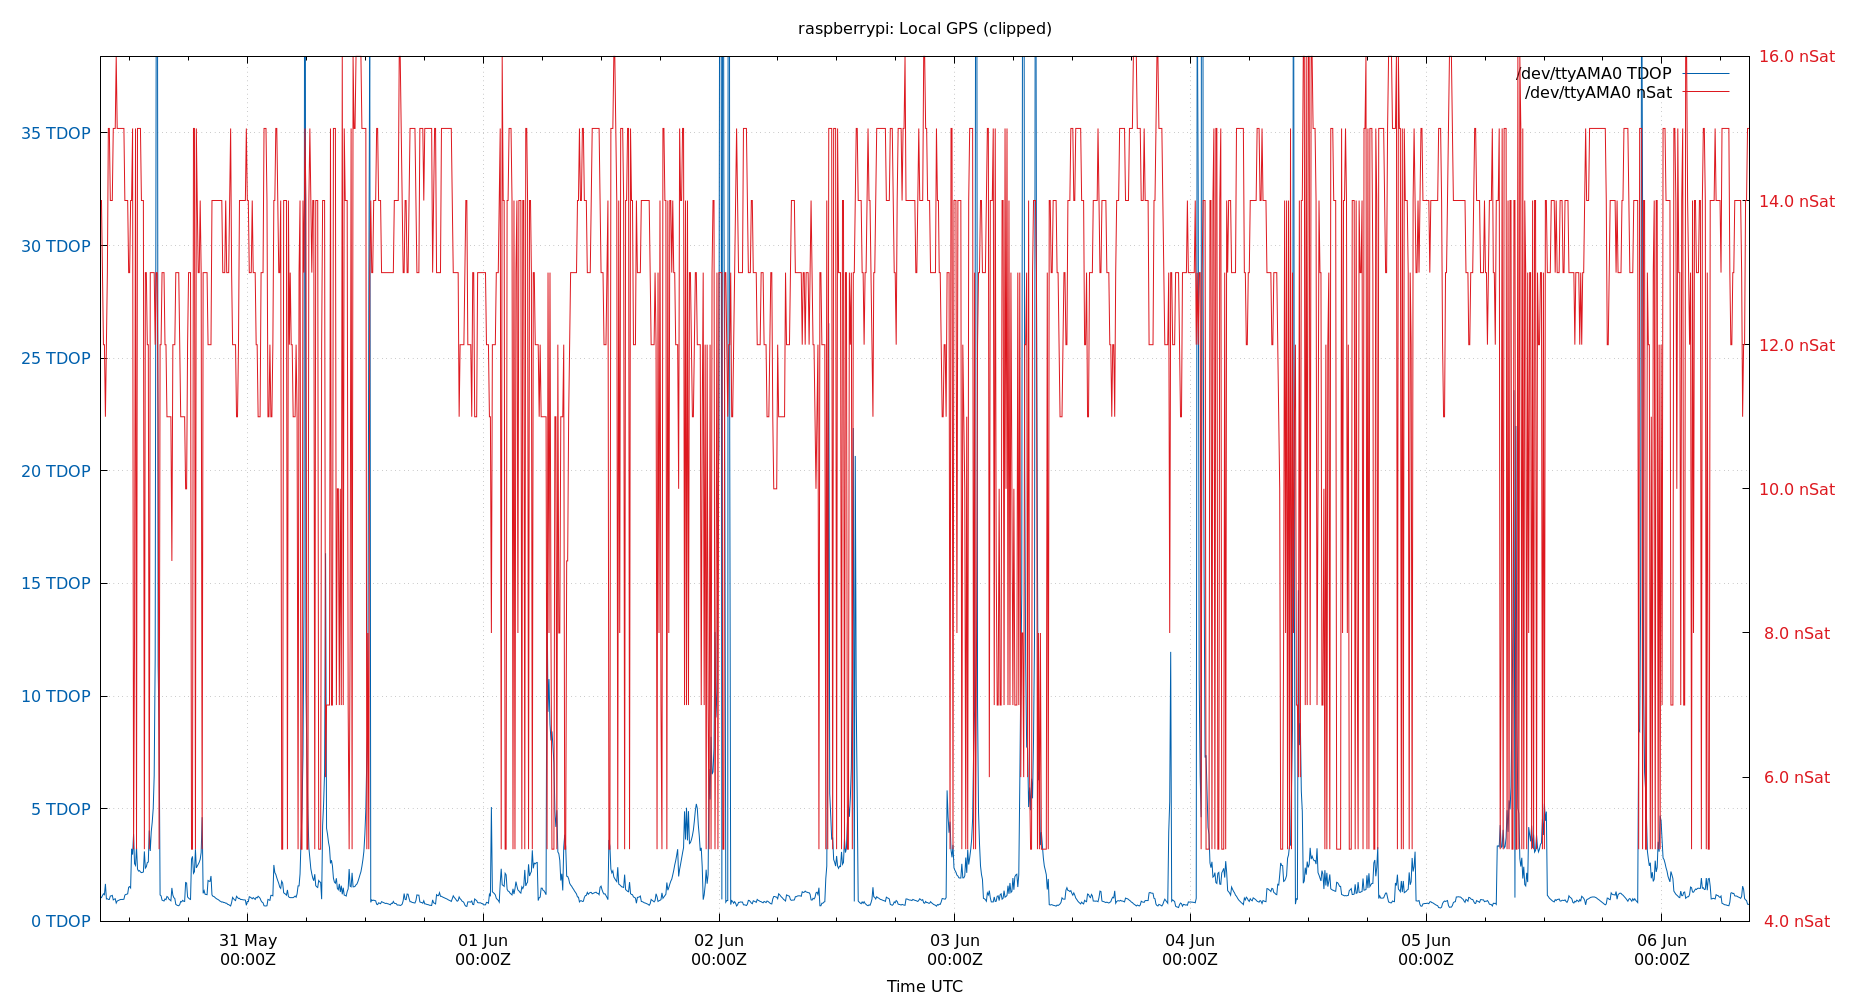 raspberrypi: Local GPS (clipped)
/dev/ttyAMA0 TDOP
/dev/ttyAMA0 nSat
35 TDOP
30 TDOP
25 TDOP
20 TDOP
15 TDOP
10 TDOP
5 TDOP
0 TDOP
16.0 nSat
14.0 nSat
12.0 nSat
10.0 nSat
8.0 nSat
6.0 nSat
4.0 nSat
31 May
00:00Z
01 Jun
00:00Z
02 Jun
00:00Z
03 Jun
00:00Z
04 Jun
00:00Z
05 Jun
00:00Z
06 Jun
00:00Z
Time UTC